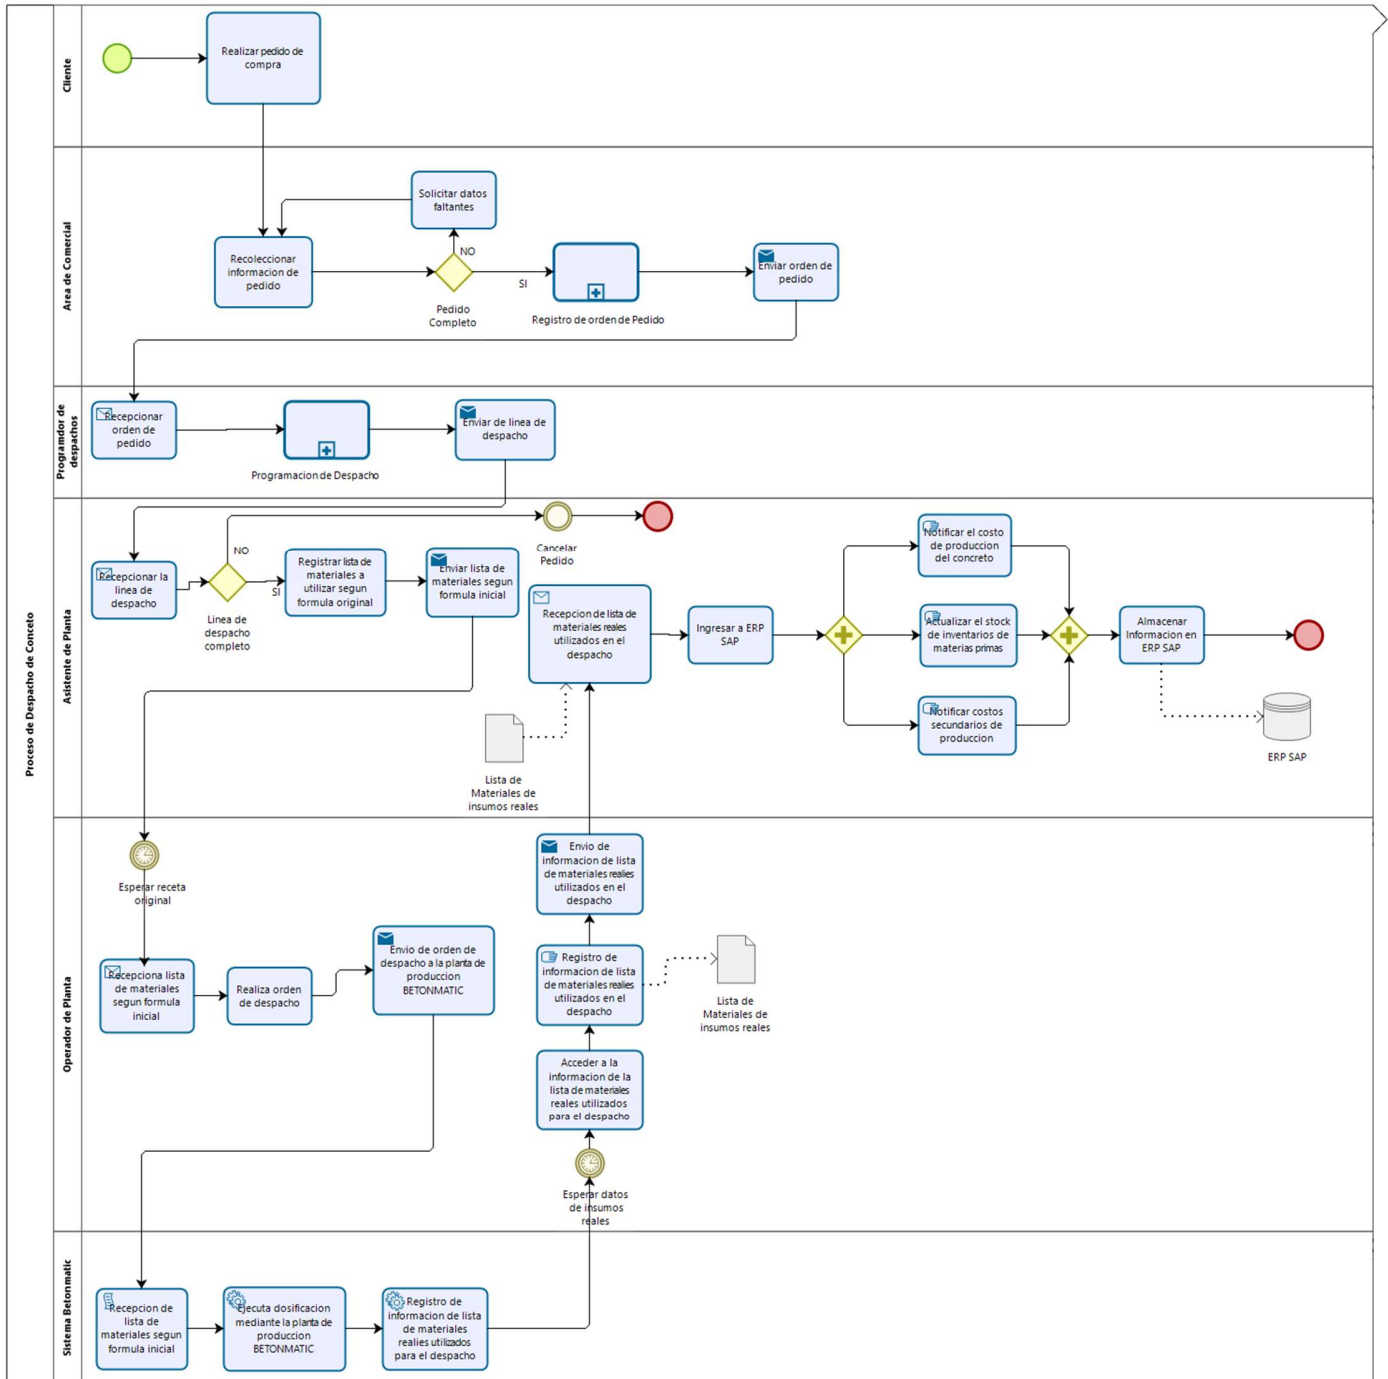 Proceso de Despacho de Conceto
Cliente
Realizar pedido de
compra
Area de Comercial
Solicitar datos
faltantes
Recoleccionar
informacion de
pedido
NO
SI
Pedido
Completo
Registro de orden de Pedido
Enviar orden de
pedido
Programdor de
despachos
Recepcionar
orden de
pedido
Programacion de Despacho
Enviar de linea de
despacho
Asistente de Planta
Recepcionar la
linea de
despacho
NO
SI
Linea de
despacho
completo
Registrar lista de
materiales a
utilizar segun
formula original
Enviar lista de
materiales segun
formula inicial
Cancelar
Pedido
Recepcion de lista de
materiales reales
utilizados en el
despacho
Lista de
Materiales de
insumos reales
Ingresar a ERP
SAP
Notificar el costo
de produccion
del concreto
Actualizar el stock
de inventarios de
materias primas
Notificar costos
secundarios de
produccion
Almacenar
Informacion en
ERP SAP
ERP SAP
Operador de Planta
Esperar receta
original
Recepciona lista
de materiales
segun formula
inicial
Realiza orden
de despacho
Envio de orden de
despacho a la planta de
produccion
BETONMATIC
Envio de
informacion de lista
de materiales realies
utilizados en el
despacho
Registro de
informacion de lista
de materiales reales
utilizados en el
despacho
Lista de
Materiales de
insumos reales
Acceder a la
informacion de la
lista de materiales
reales utilizados
para el despacho
Esperar datos
de insumos
reales
Sistema Betonmatic
Recepcion de
lista de
materiales segun
formula inicial
Ejecuta dosificacion
mediante la planta de
produccion
BETONMATIC
Registro de
informacion de lista
de materiales
realies utilizados
para el despacho